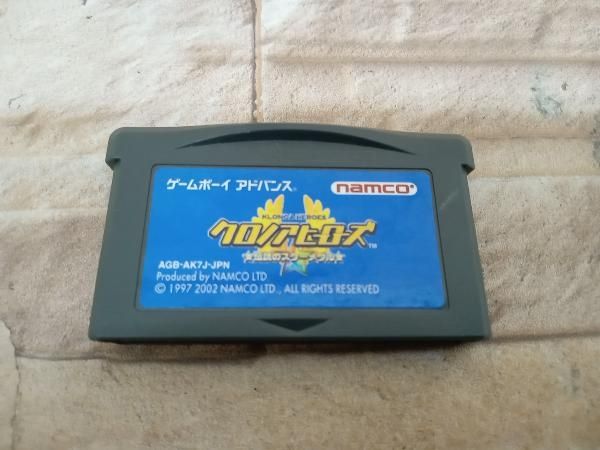 ゲームボーイ アドバンス®
namco®
KLONOA HEROES
クロノアヒーローズ™
★伝説のスターメダル★
AGB-AK7J-JPN
Produced by NAMCO LTD.
© 1997 2002 NAMCO LTD., ALL RIGHTS RESERVED